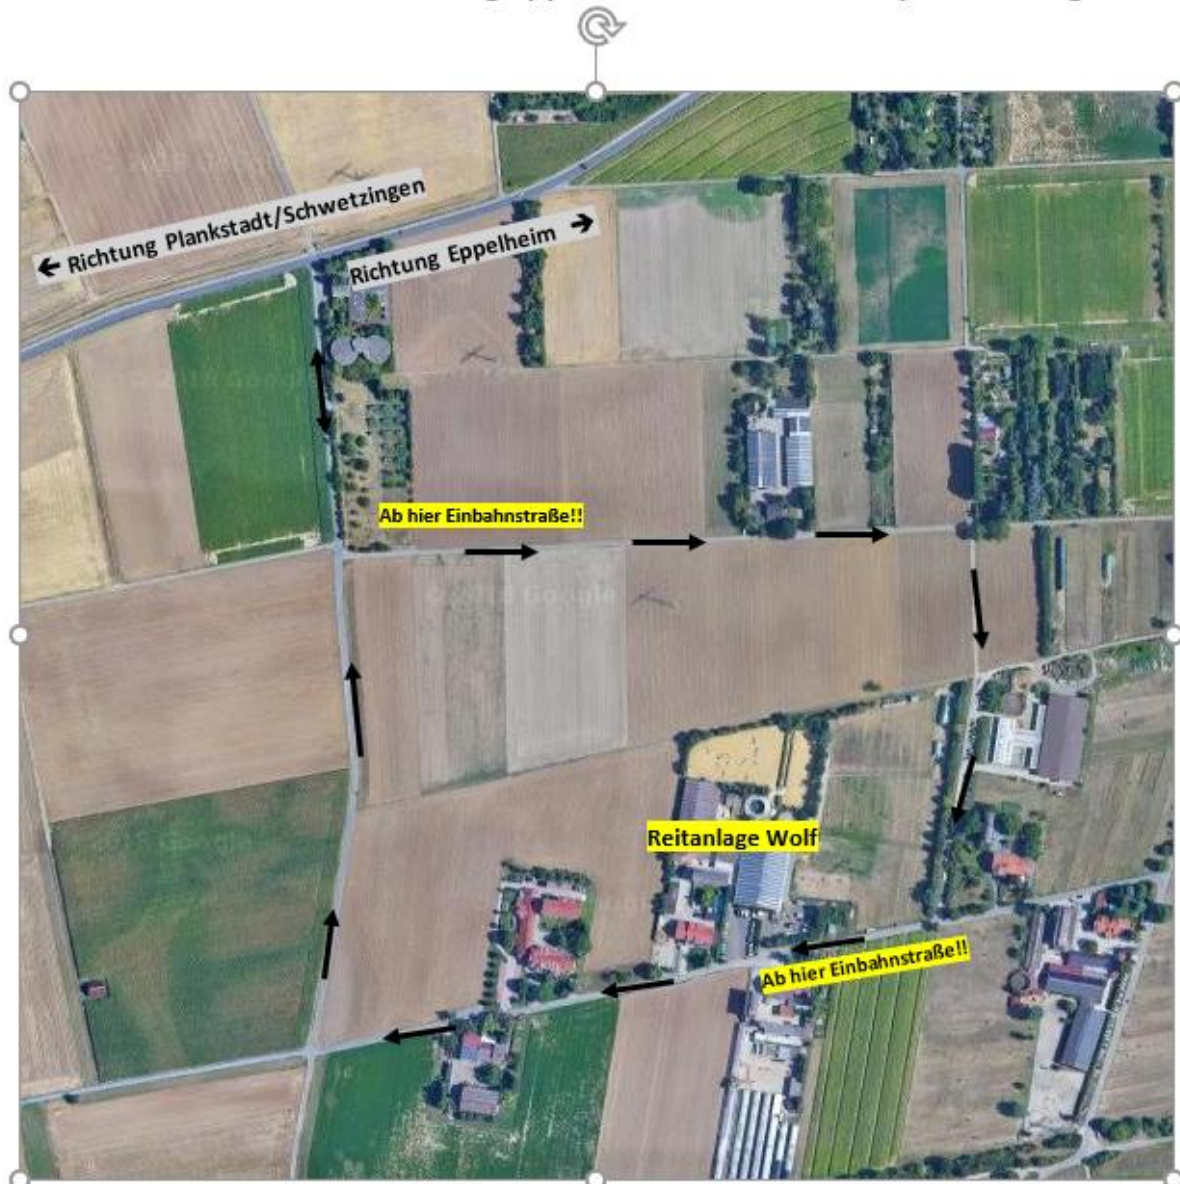 ← Richtung Plankstadt/Schwetzingen
Richtung Eppelheim →
Ab hier Einbahnstraße!!
Reitanlage Wolf
Ab hier Einbahnstraße!!